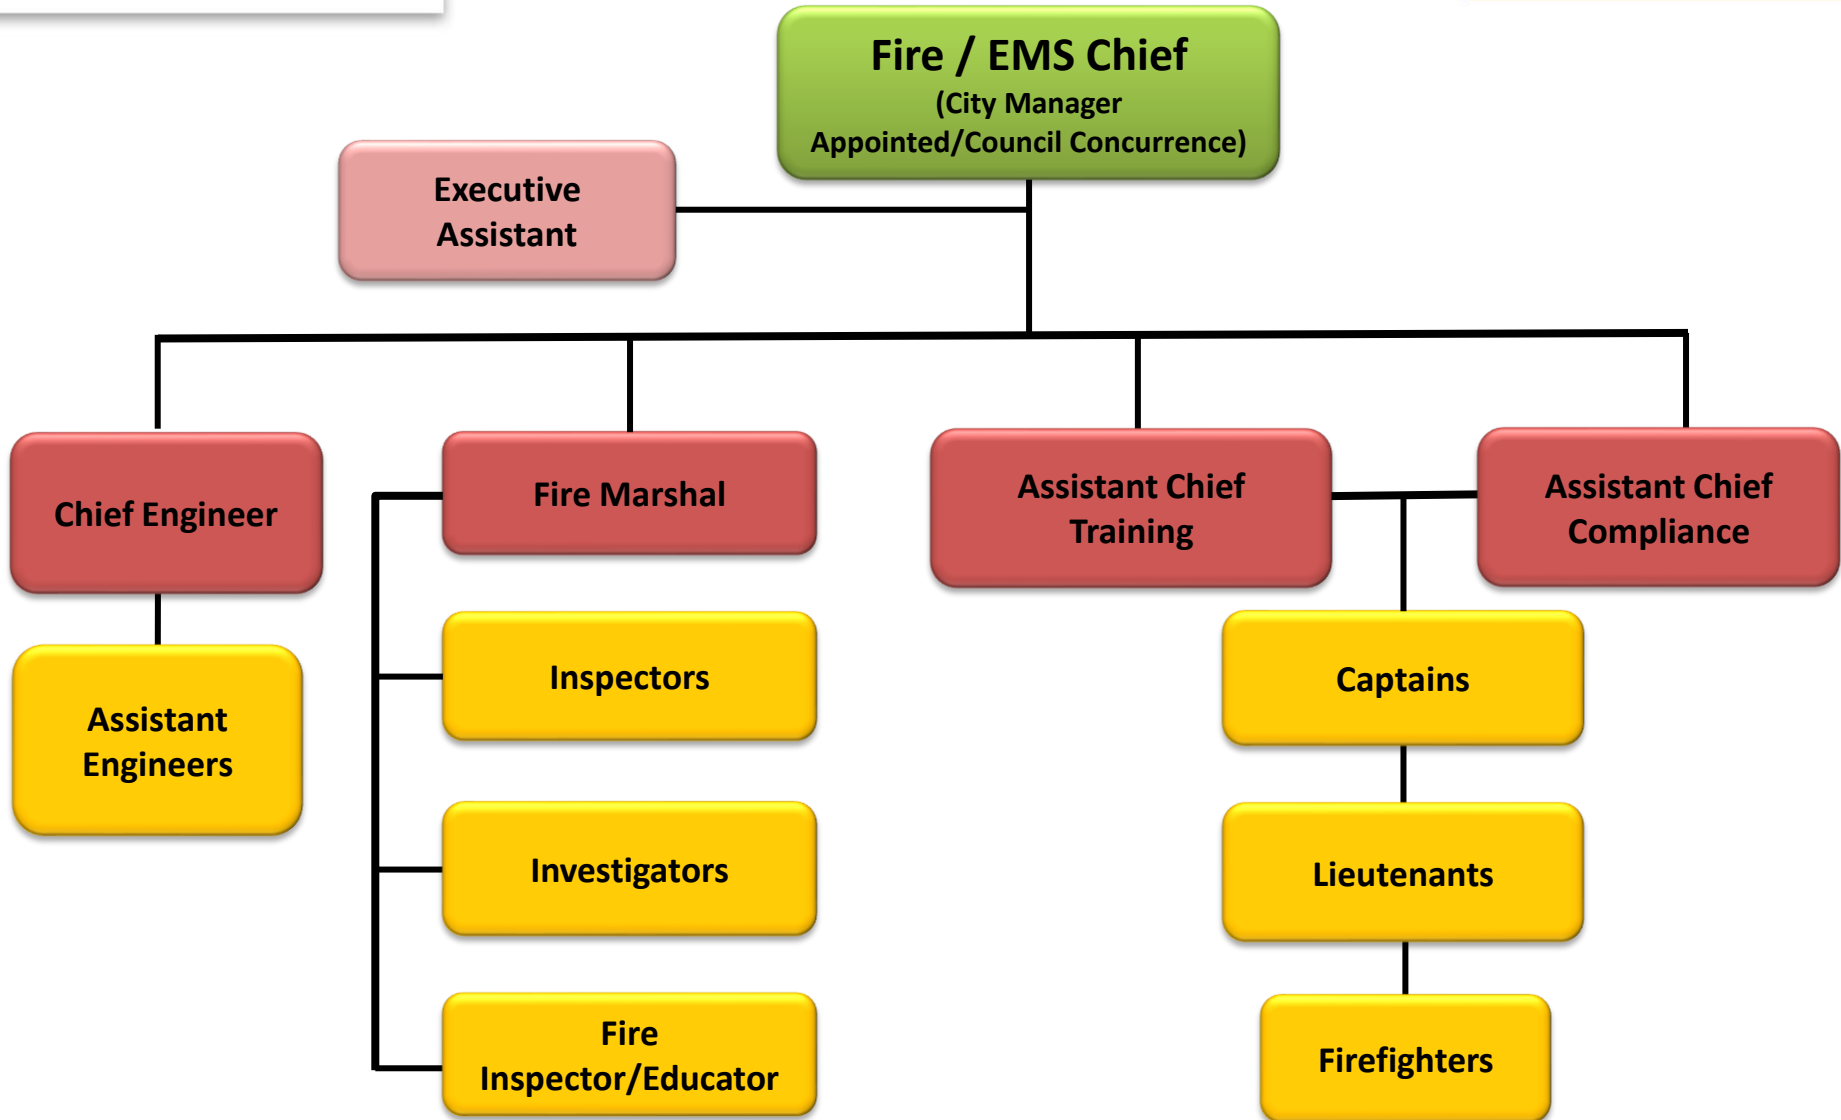 Fire / EMS Chief
(City Manager
Appointed/Council Concurrence)
Executive
Assistant
Chief Engineer
Fire Marshal
Assistant Chief
Training
Assistant Chief
Compliance
Assistant
Engineers
Inspectors
Investigators
Fire
Inspector/Educator
Captains
Lieutenants
Firefighters